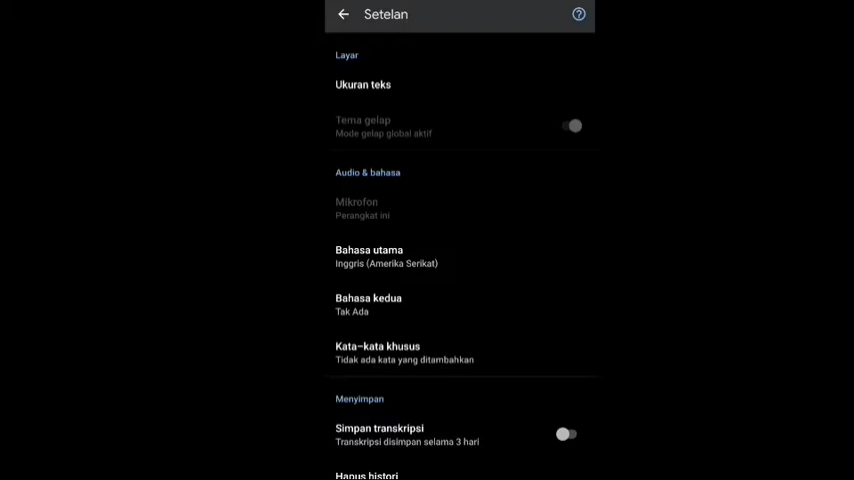 Setelan
Layar
Ukuran teks
Tema gelap
Mode gelap global aktif
Audio & bahasa
Mikrofon
Perangkat ini
Bahasa utama
Inggris (Amerika Serikat)
Bahasa kedua
Tak Ada
Kata-kata khusus
Tidak ada kata yang ditambahkan
Menyimpan
Simpan transkripsi
Transkripsi disimpan selama 3 hari
Hapus histori